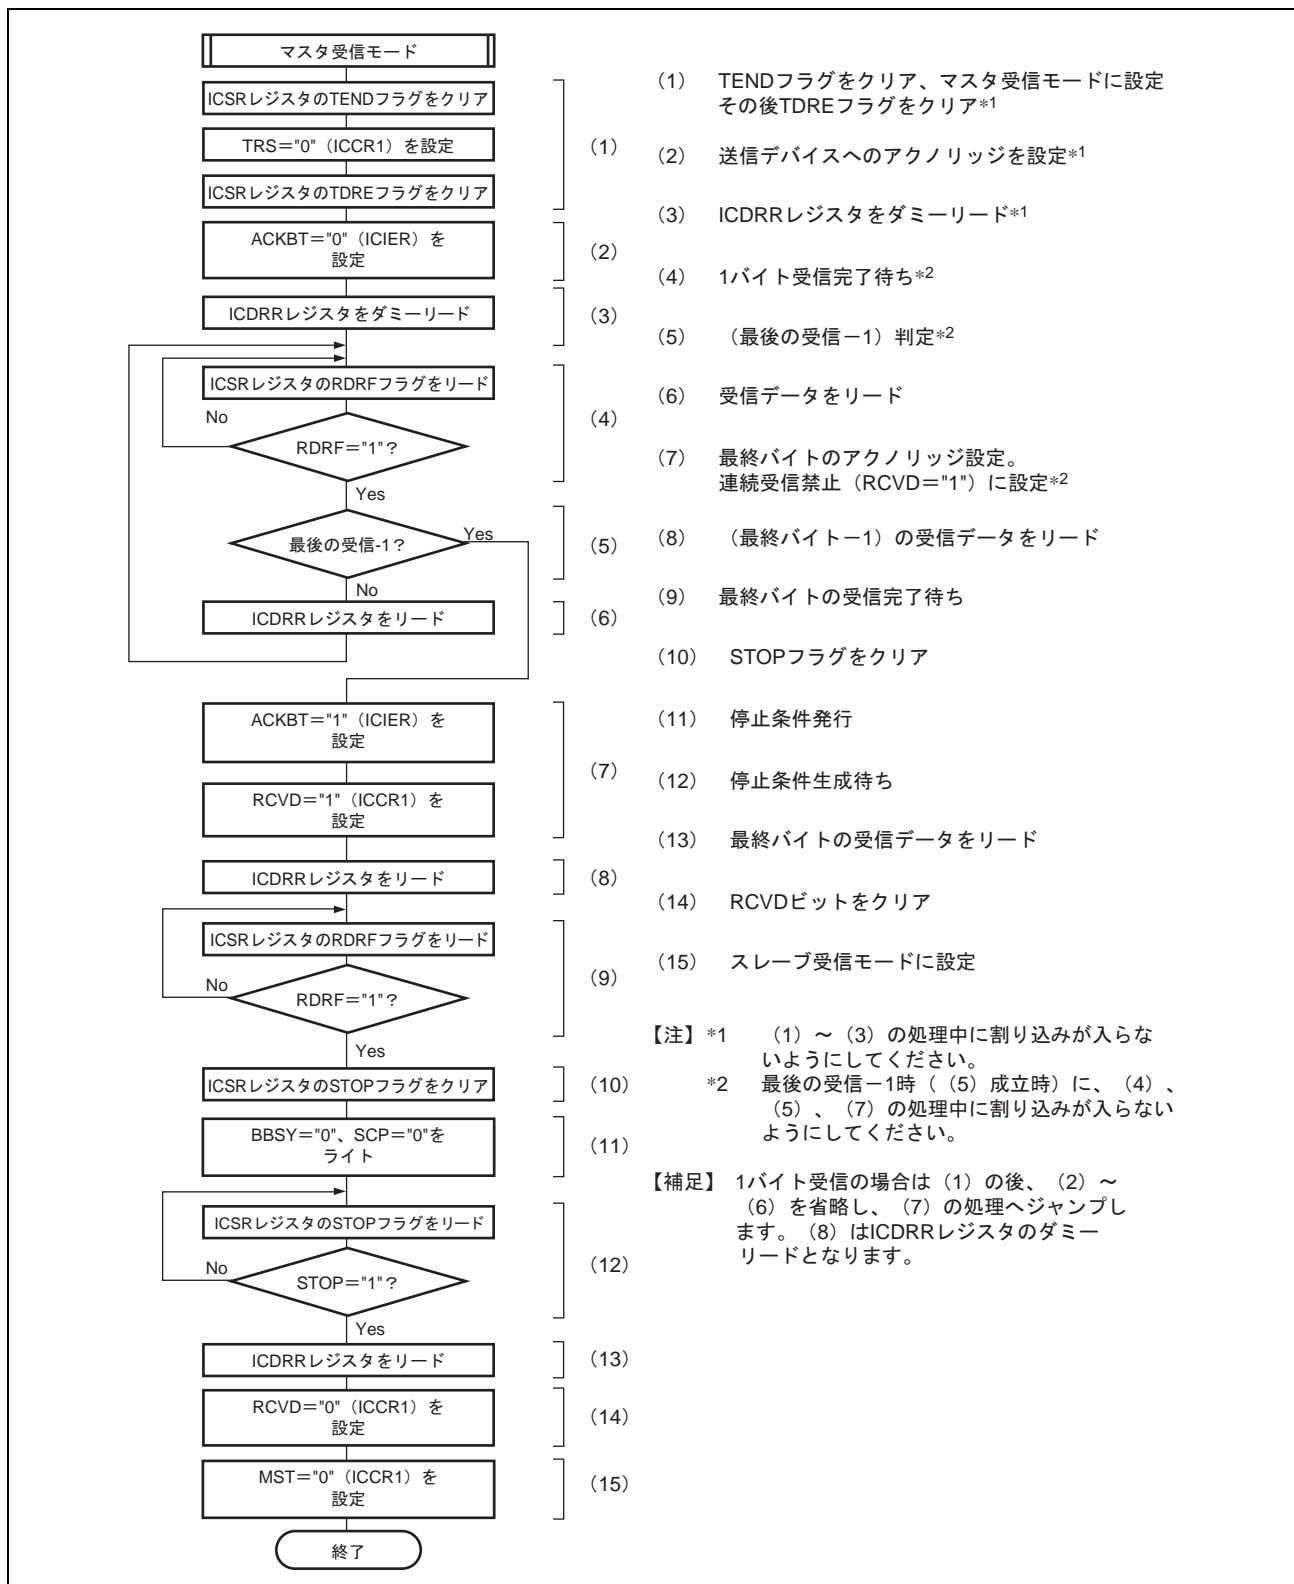 マスタ受信モード
ICSRレジスタのTENDフラグをクリア
TRS＝"0"（ICCR1）を設定
ICSRレジスタのTDREフラグをクリア
（1）
ACKBT＝"0"（ICIER）を
設定
（2）
ICDRRレジスタをダミーリード
（3）
ICSRレジスタのRDRFフラグをリード
No
RDRF＝"1"？
（4）
Yes
最後の受信-1？
Yes
（5）
No
ICDRRレジスタをリード
（6）
ACKBT＝"1"（ICIER）を
設定
RCVD＝"1"（ICCR1）を
設定
（7）
ICDRRレジスタをリード
（8）
ICSRレジスタのRDRFフラグをリード
No
RDRF＝"1"？
（9）
Yes
ICSRレジスタのSTOPフラグをクリア
（10）
BBSY＝"0"、SCP＝"0"を
ライト
（11）
ICSRレジスタのSTOPフラグをリード
No
STOP＝"1"？
（12）
Yes
ICDRRレジスタをリード
（13）
RCVD＝"0"（ICCR1）を
設定
（14）
MST＝"0"（ICCR1）を
設定
（15）
終了
（1） TENDフラグをクリア、マスタ受信モードに設定
その後TDREフラグをクリア*1
（2） 送信デバイスへのアクノリッジを設定*1
（3） ICDRRレジスタをダミーリード*1
（4） 1バイト受信完了待ち*2
（5） （最後の受信－1）判定*2
（6） 受信データをリード
（7） 最終バイトのアクノリッジ設定。
連続受信禁止（RCVD＝"1"）に設定*2
（8） （最終バイト－1）の受信データをリード
（9） 最終バイトの受信完了待ち
（10） STOPフラグをクリア
（11） 停止条件発行
（12） 停止条件生成待ち
（13） 最終バイトの受信データをリード
（14） RCVDビットをクリア
（15） スレーブ受信モードに設定
【注】*1 （1）～（3）の処理中に割り込みが入らな
いようにしてください。
*2 最後の受信－1時（（5）成立時）に、（4）、
（5）、（7）の処理中に割り込みが入らない
ようにしてください。
【補足】 1バイト受信の場合は（1）の後、（2）～
（6）を省略し、（7）の処理へジャンプし
ます。（8）はICDRRレジスタのダミー
リードとなります。